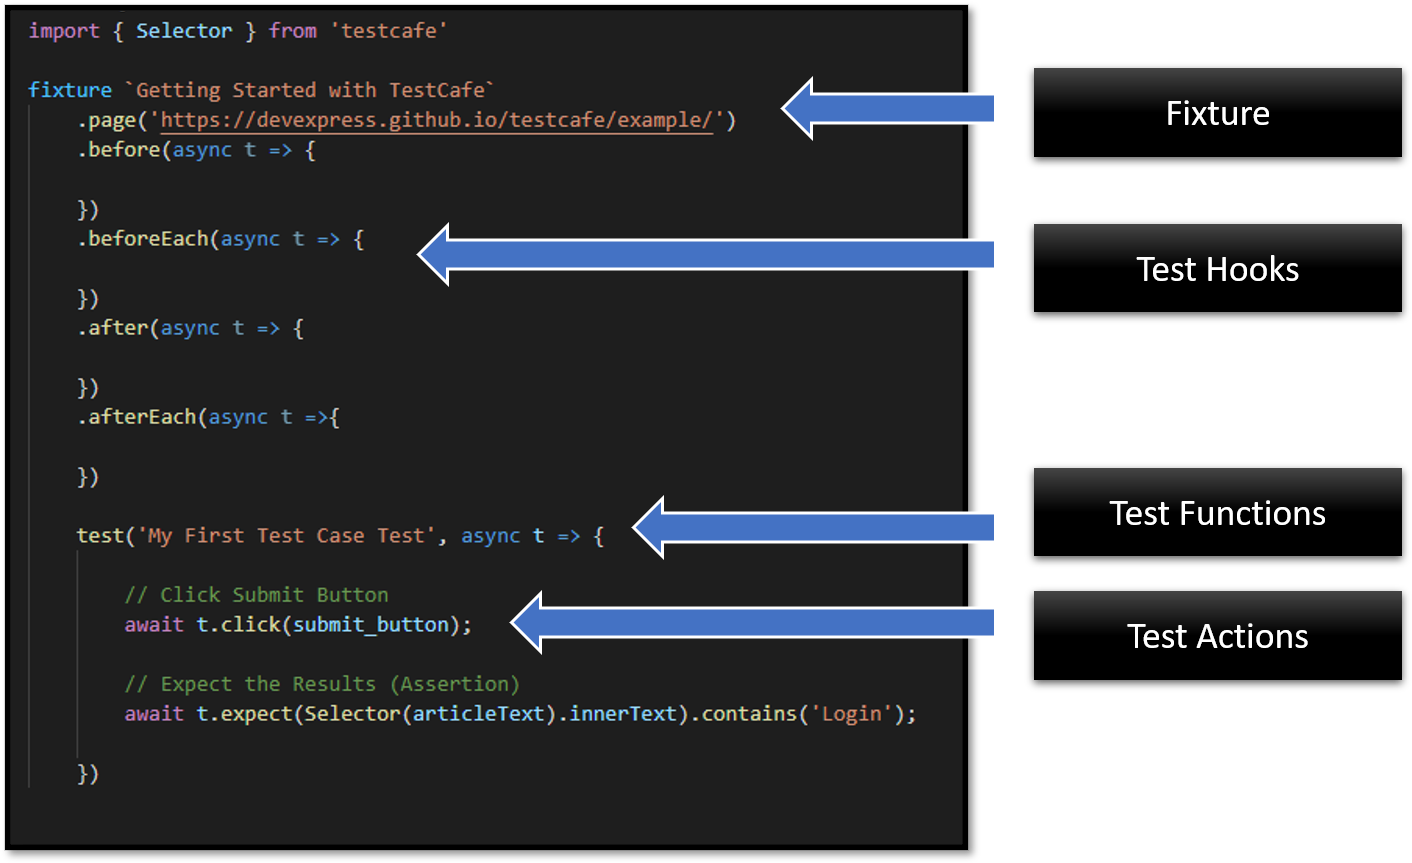 import { Selector } from 'testcafe'
fixture `Getting Started with TestCafe`
.page('https://devexpress.github.io/testcafe/example/')
.before(async t => {
})
.beforeEach(async t => {
})
.after(async t => {
})
.afterEach(async t =>{
})
test('My First Test Case Test', async t => {
// Click Submit Button
await t.click(submit_button);
// Expect the Results (Assertion)
await t.expect(Selector(articleText).innerText).contains('Login');
})
Fixture
Test Hooks
Test Functions
Test Actions